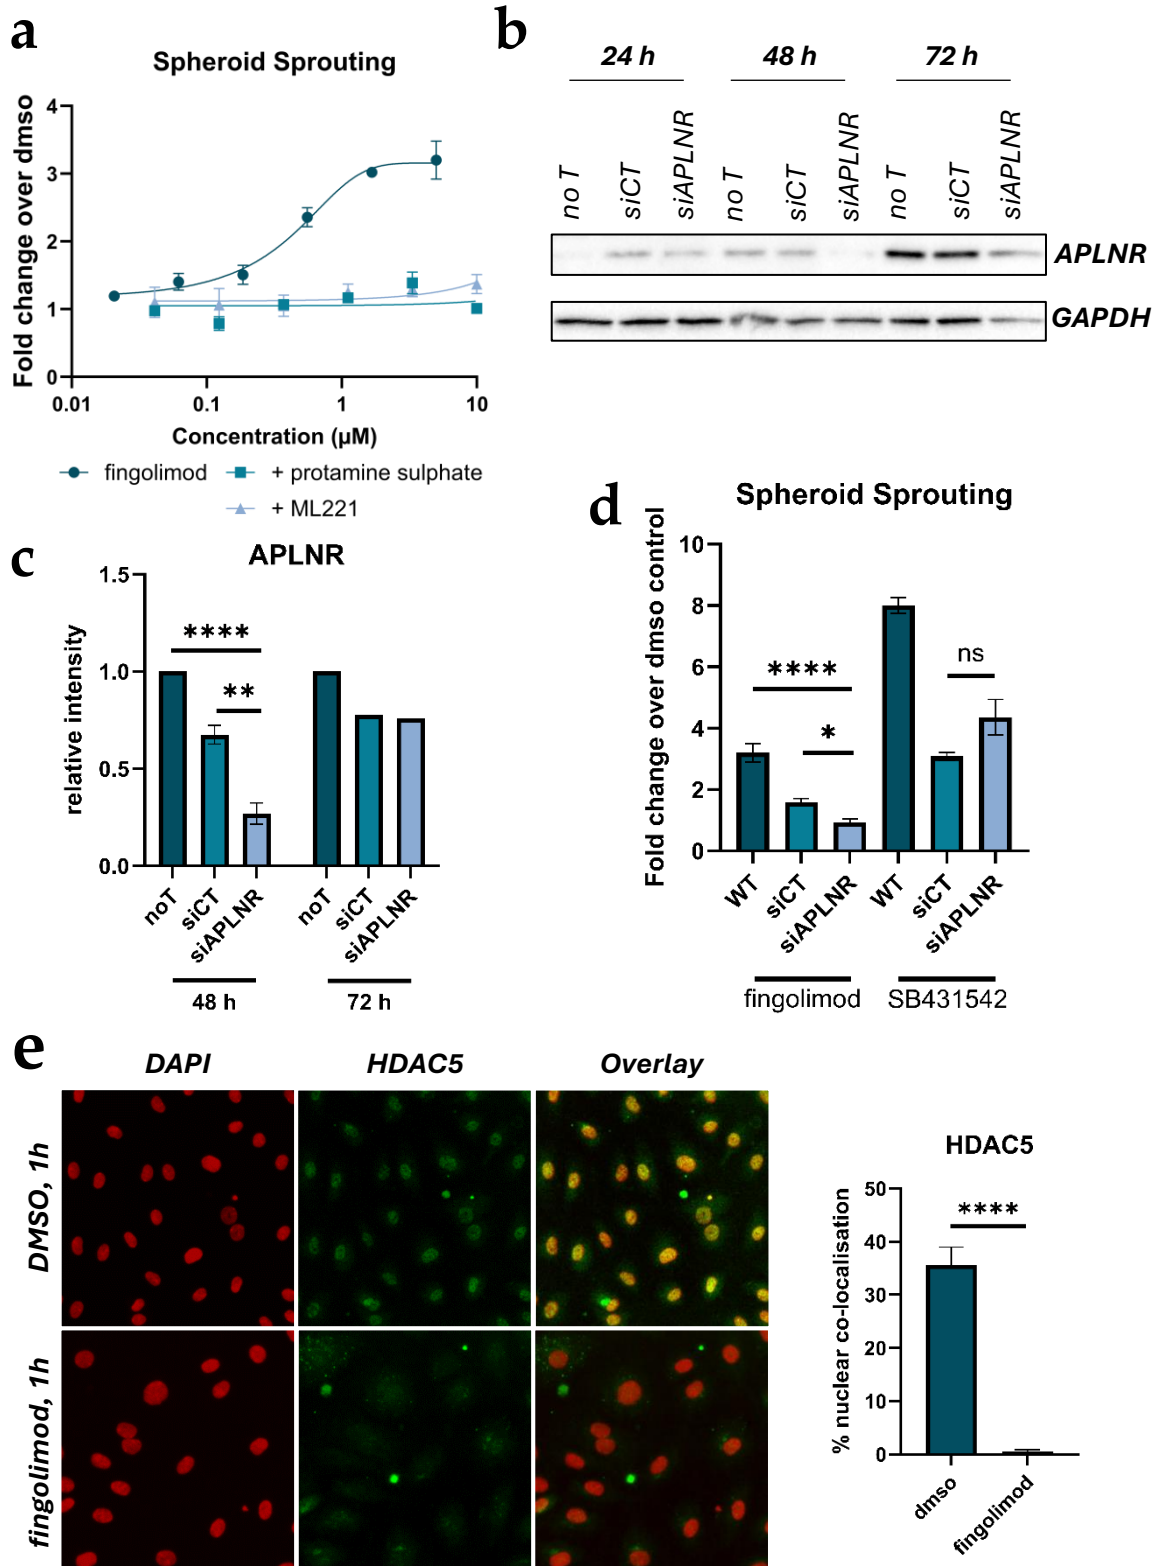 a
Spheroid Sprouting
Fold change over dmso
4
3
2
1
0
0.01
0.1
1
10
Concentration (µM)
fingolimod
+ protamine sulphate
+ ML221
b
24 h
48 h
72 h
no T
siCT
siAPLNR
no T
siCT
siAPLNR
no T
siCT
siAPLNR
APLNR
GAPDH
c
APLNR
relative intensity
1.5
1.0
0.5
0.0
****
**
noT
siCT
siAPLNR
noT
siCT
siAPLNR
48 h
72 h
d
Spheroid Sprouting
Fold change over dmso control
10
8
6
4
2
0
****
*
ns
WT
siCT
siAPLNR
WT
siCT
siAPLNR
fingolimod
SB431542
e
DAPI
HDAC5
Overlay
DMSO, 1h
fingolimod, 1h
HDAC5
% nuclear co-localisation
50
40
30
20
10
0
****
dmso
fingolimod